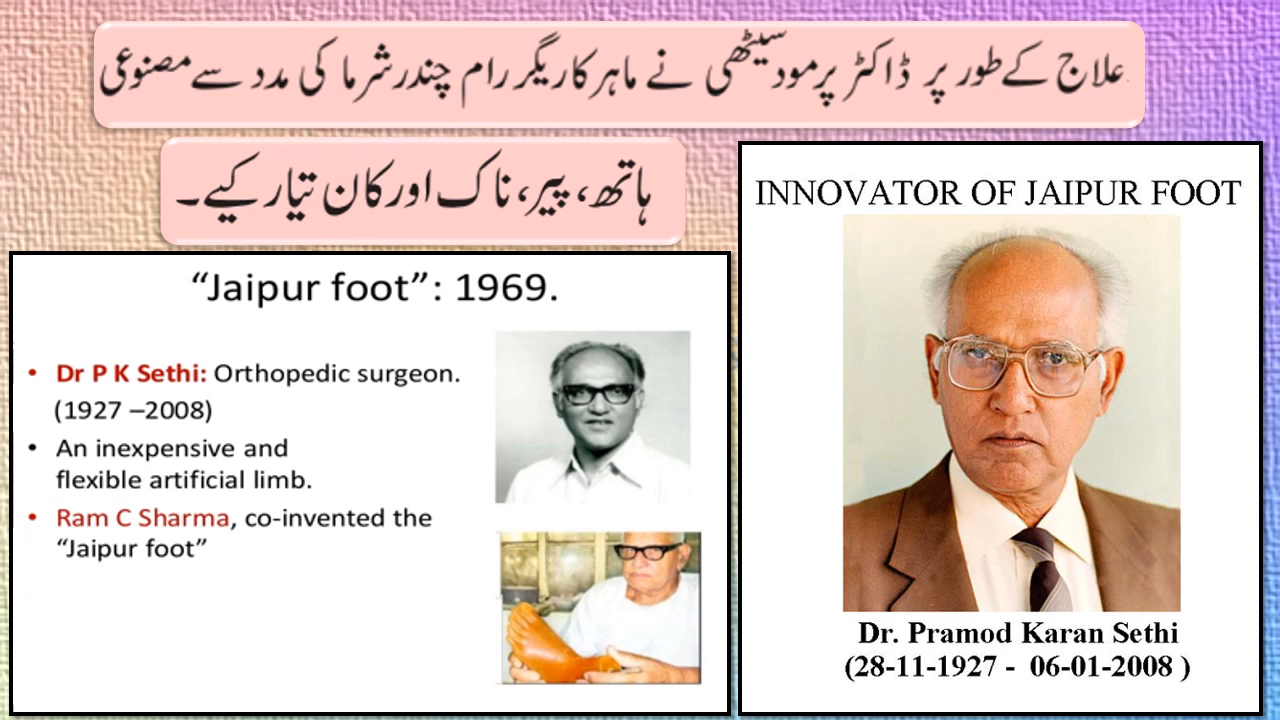 علاج کے طور پر ڈاکٹر پرمود سیٹھی نے ماہر کاریگر رام چندر شرما کی مدد سے مصنوعی
ہاتھ، پیر، ناک اور کان تیار کیے۔
“Jaipur foot”: 1969.
• Dr P K Sethi: Orthopedic surgeon.
(1927 –2008)
• An inexpensive and
flexible artificial limb.
• Ram C Sharma, co-invented the
“Jaipur foot”
INNOVATOR OF JAIPUR FOOT
Dr. Pramod Karan Sethi
(28-11-1927 - 06-01-2008 )